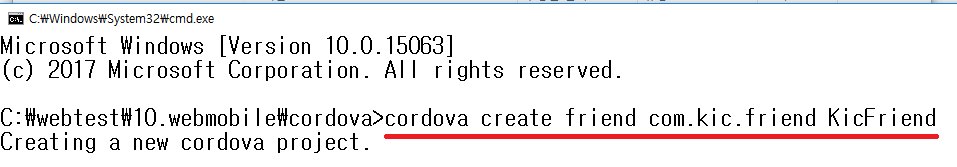 C:₩Windows₩System32₩cmd.exe
Microsoft Windows [Version 10.0.15063]
(c) 2017 Microsoft Corporation. All rights reserved.
C:₩webtest₩10.webmobile₩cordova>cordova create friend com.kic.friend KicFriend
Creating a new cordova project.